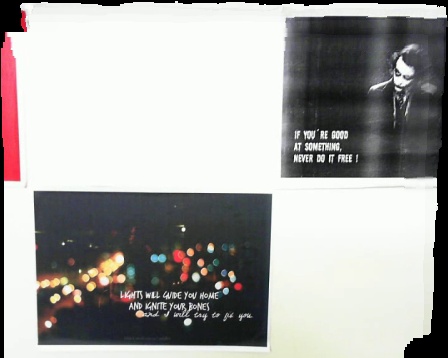 IF YOU´RE GOOD
AT SOMETHING,
NEVER DO IT FREE !
LIGHTS WILL GUIDE YOU HOME
AND IGNITE YOUR BONES
and I will try to fix you